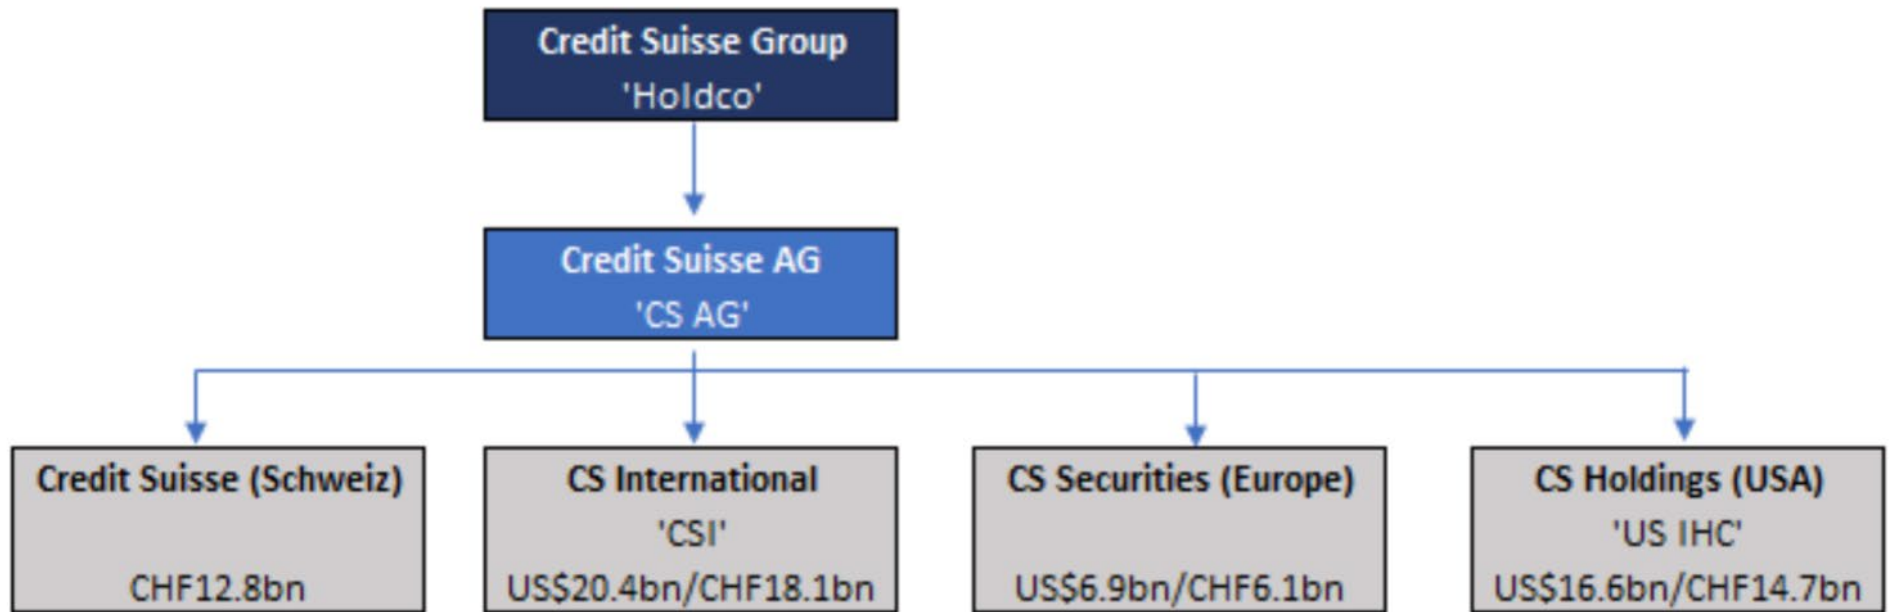 Credit Suisse Group
'Holdco'
Credit Suisse AG
'CS AG'
Credit Suisse (Schweiz)
CHF12.8bn
CS International
'CSI'
US$20.4bn/CHF18.1bn
CS Securities (Europe)
US$6.9bn/CHF6.1bn
CS Holdings (USA)
'US IHC'
US$16.6bn/CHF14.7bn